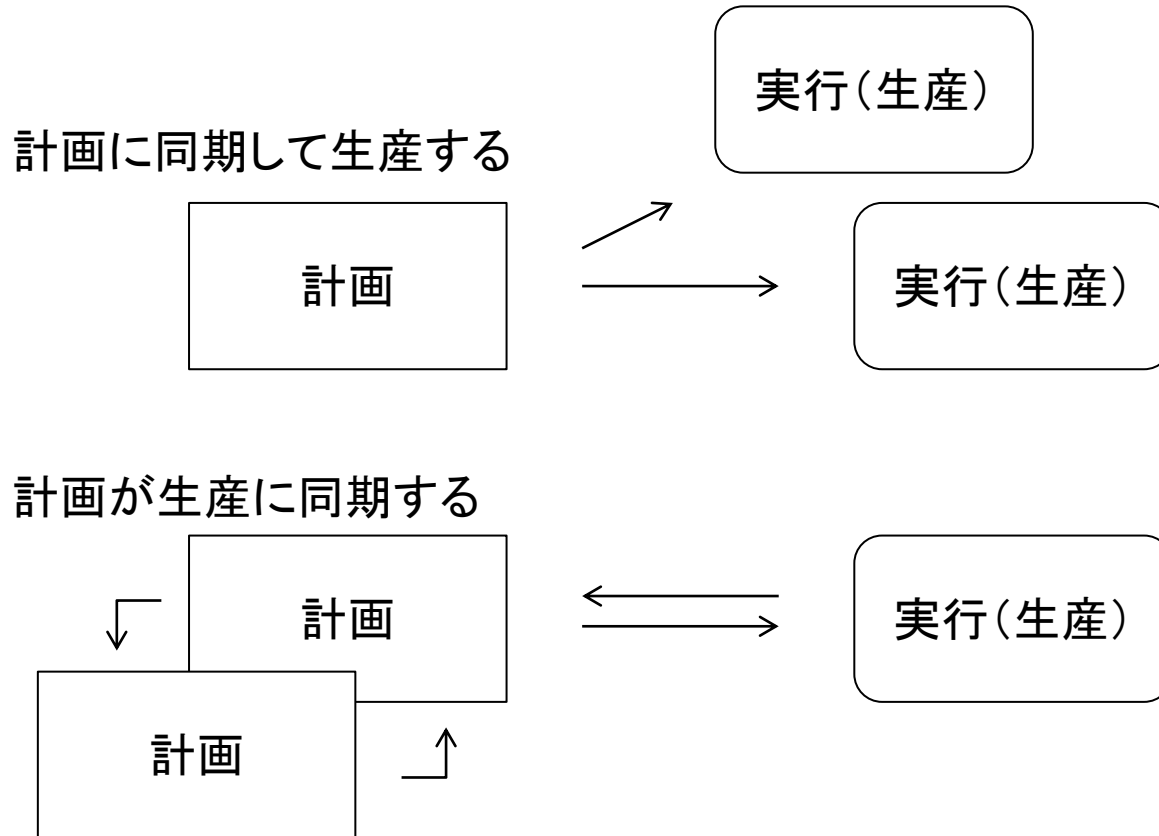 実行（生産）
計画に同期して生産する
計画
実行（生産）
計画が生産に同期する
計画
実行（生産）
計画